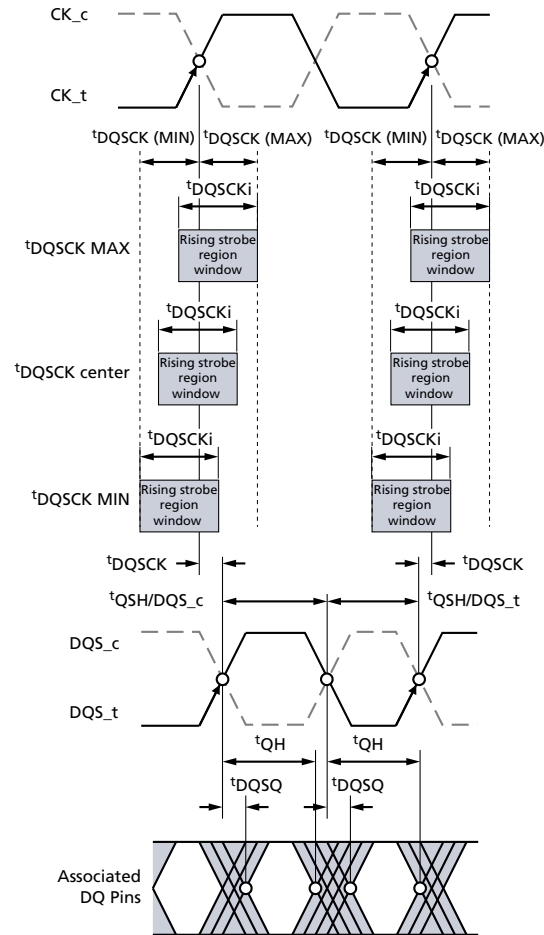 CK_c
CK_t
tDQSCK (MIN) tDQSCK (MAX) tDQSCK (MIN) tDQSCK (MAX)
tDQSCKi tDQSCKi
tDQSCK MAX
Rising strobe
region
window
Rising strobe
region
window
tDQSCKi tDQSCKi
tDQSCK center
Rising strobe
region
window
Rising strobe
region
window
tDQSCKi tDQSCKi
tDQSCK MIN
Rising strobe
region
window
Rising strobe
region
window
tDQSCK tDQSCK
tQSH/DQS_c tQSH/DQS_t
DQS_c
DQS_t
tQH tQH
tDQSQ tDQSQ
Associated
DQ Pins